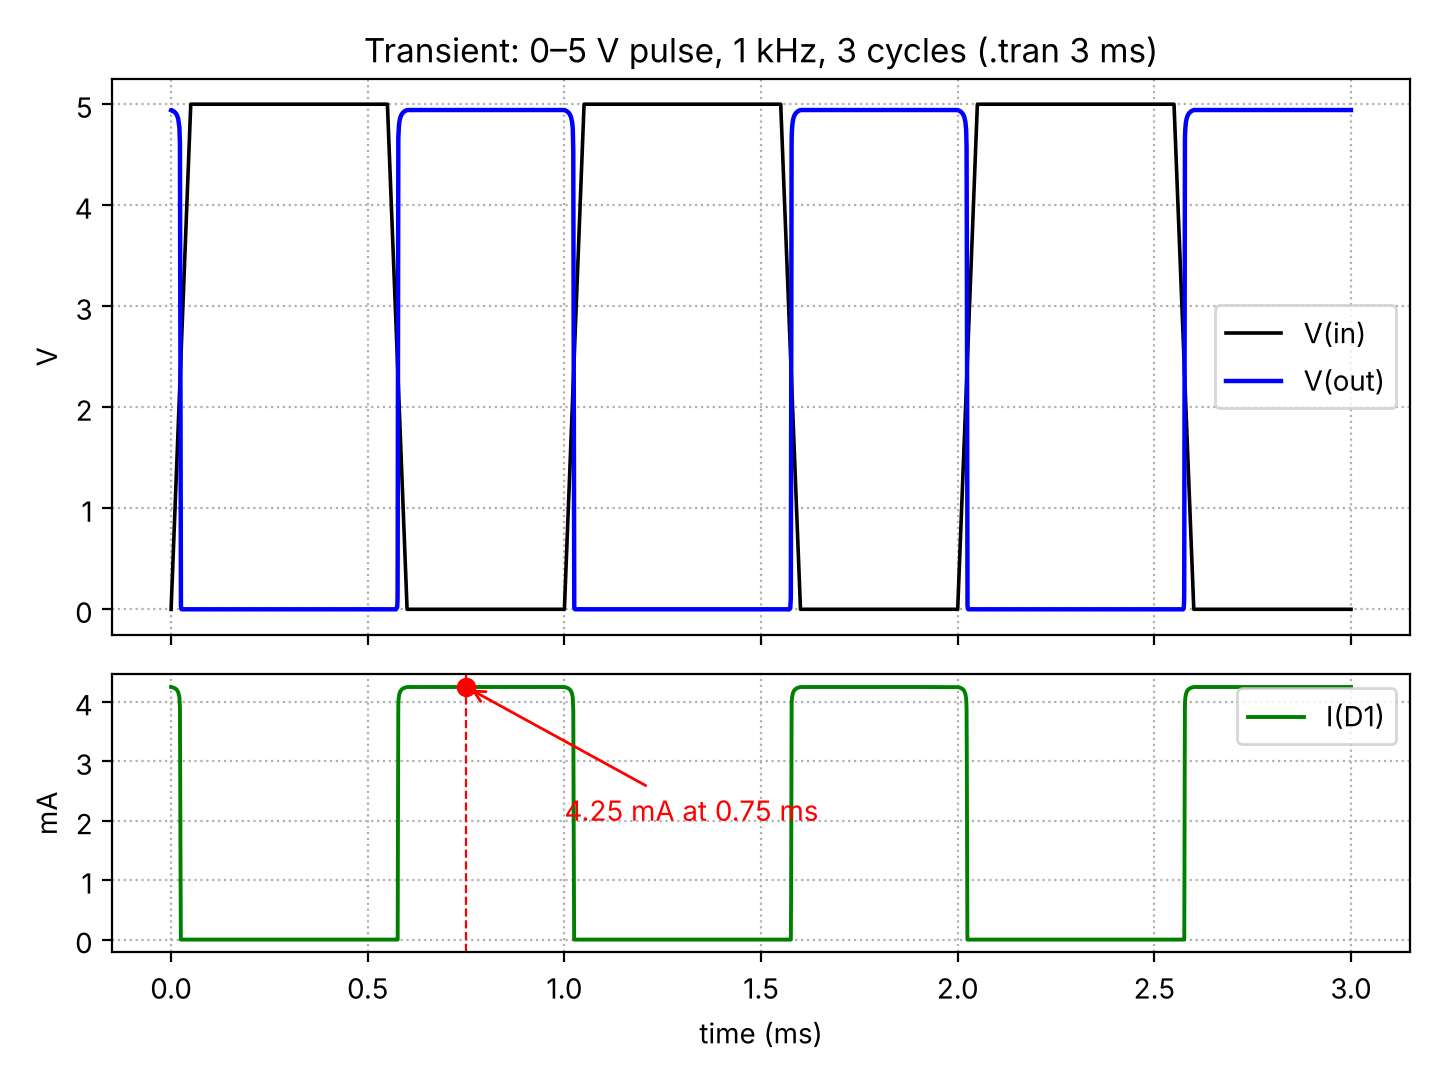 Transient: 0–5 V pulse, 1 kHz, 3 cycles (.tran 3 ms)
5
4
3
2
1
0
V
V(in)
V(out)
4
3
2
1
0
mA
I(D1)
4.25 mA at 0.75 ms
0.0 0.5 1.0 1.5 2.0 2.5 3.0
time (ms)